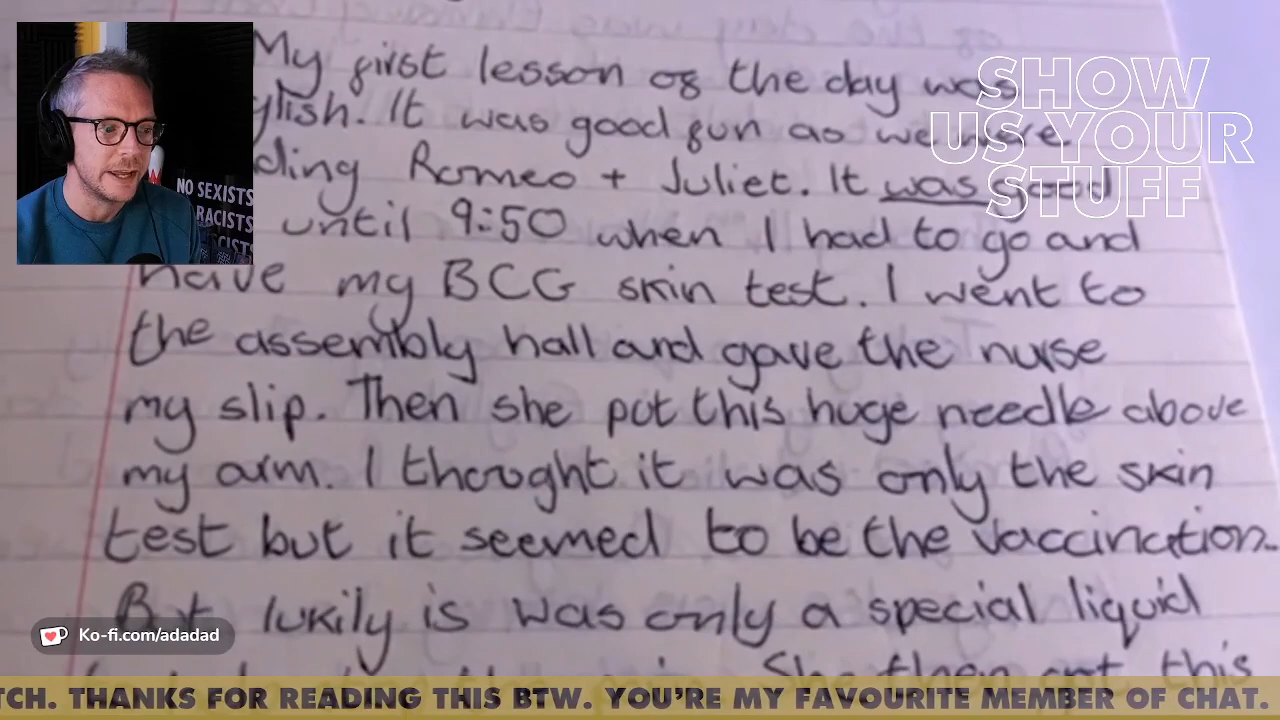 My first lesson of the day was
glish. It was good fun as we were
ding Romeo + Juliet. It was good
until 9:50 when I had to go and
have my BCG skin test. I went to
the assembly hall and gave the nurse
my slip. Then she put this huge needle above
my arm. I thought it was only the skin
test but it seemed to be the vaccination.
But lukily is was only a special liquid
She then got this
SHOW
US YOUR
STUFF
NO SEXISTS
RACISTS
CISTS
Ko-fi.com/adadad
TCH. THANKS FOR READING THIS BTW. YOU'RE MY FAVOURITE MEMBER OF CHAT.